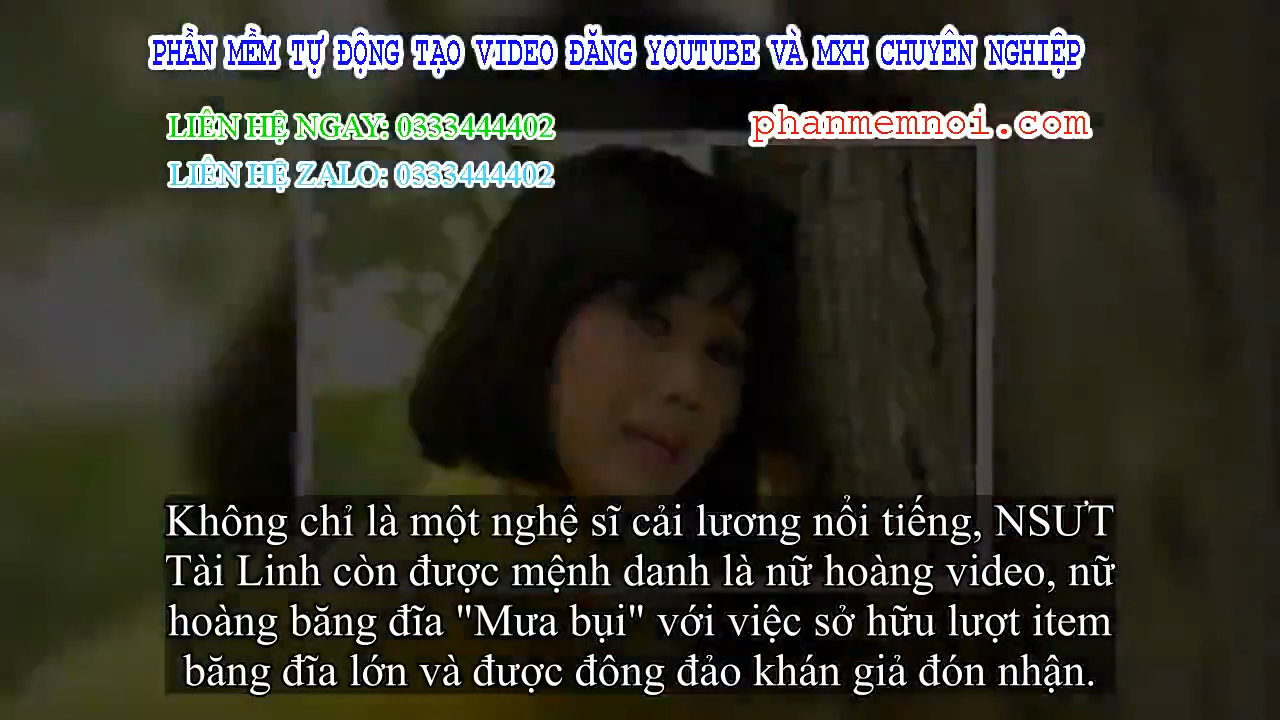 PHẦN MỀM TỰ ĐỘNG TẠO VIDEO ĐĂNG YOUTUBE VÀ MXH CHUYÊN NGHIỆP
LIÊN HỆ NGAY: 0333444402
phanmemnoi.com
LIÊN HỆ ZALO: 0333444402
Không chỉ là một nghệ sĩ cải lương nổi tiếng, NSƯT
Tài Linh còn được mệnh danh là nữ hoàng video, nữ
hoàng băng đĩa "Mưa bụi" với việc sở hữu lượt item
băng đĩa lớn và được đông đảo khán giả đón nhận.